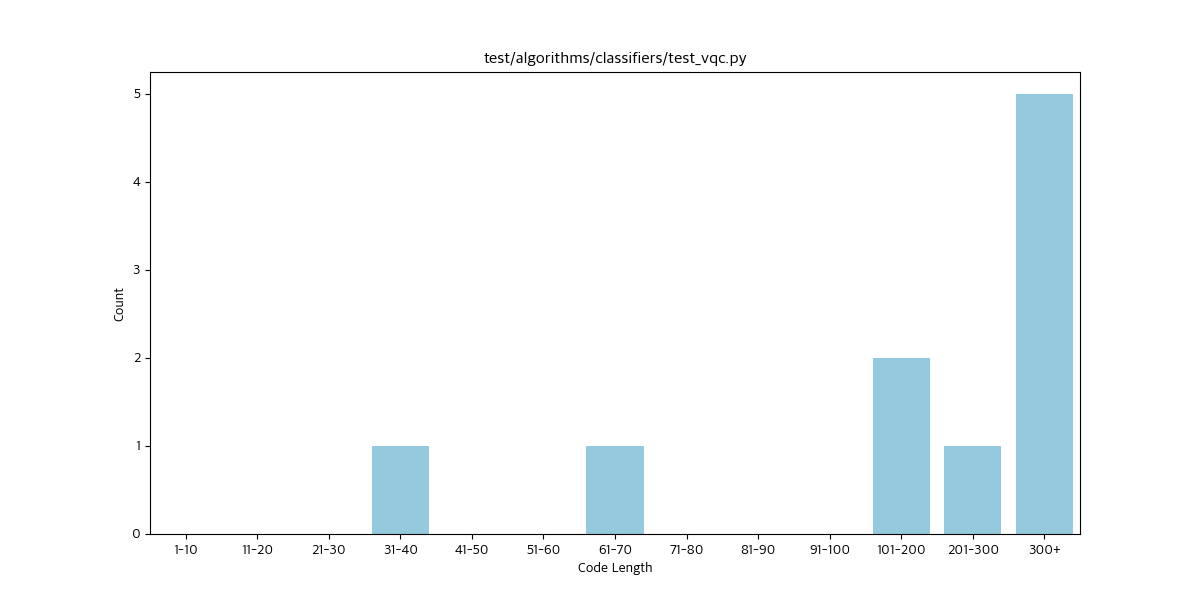 test/algorithms/classifiers/test_vqc.py
5
4
3
2
1
0
Count
1-10 11-20 21-30 31-40 41-50 51-60 61-70 71-80 81-90 91-100 101-200 201-300 300+
Code Length